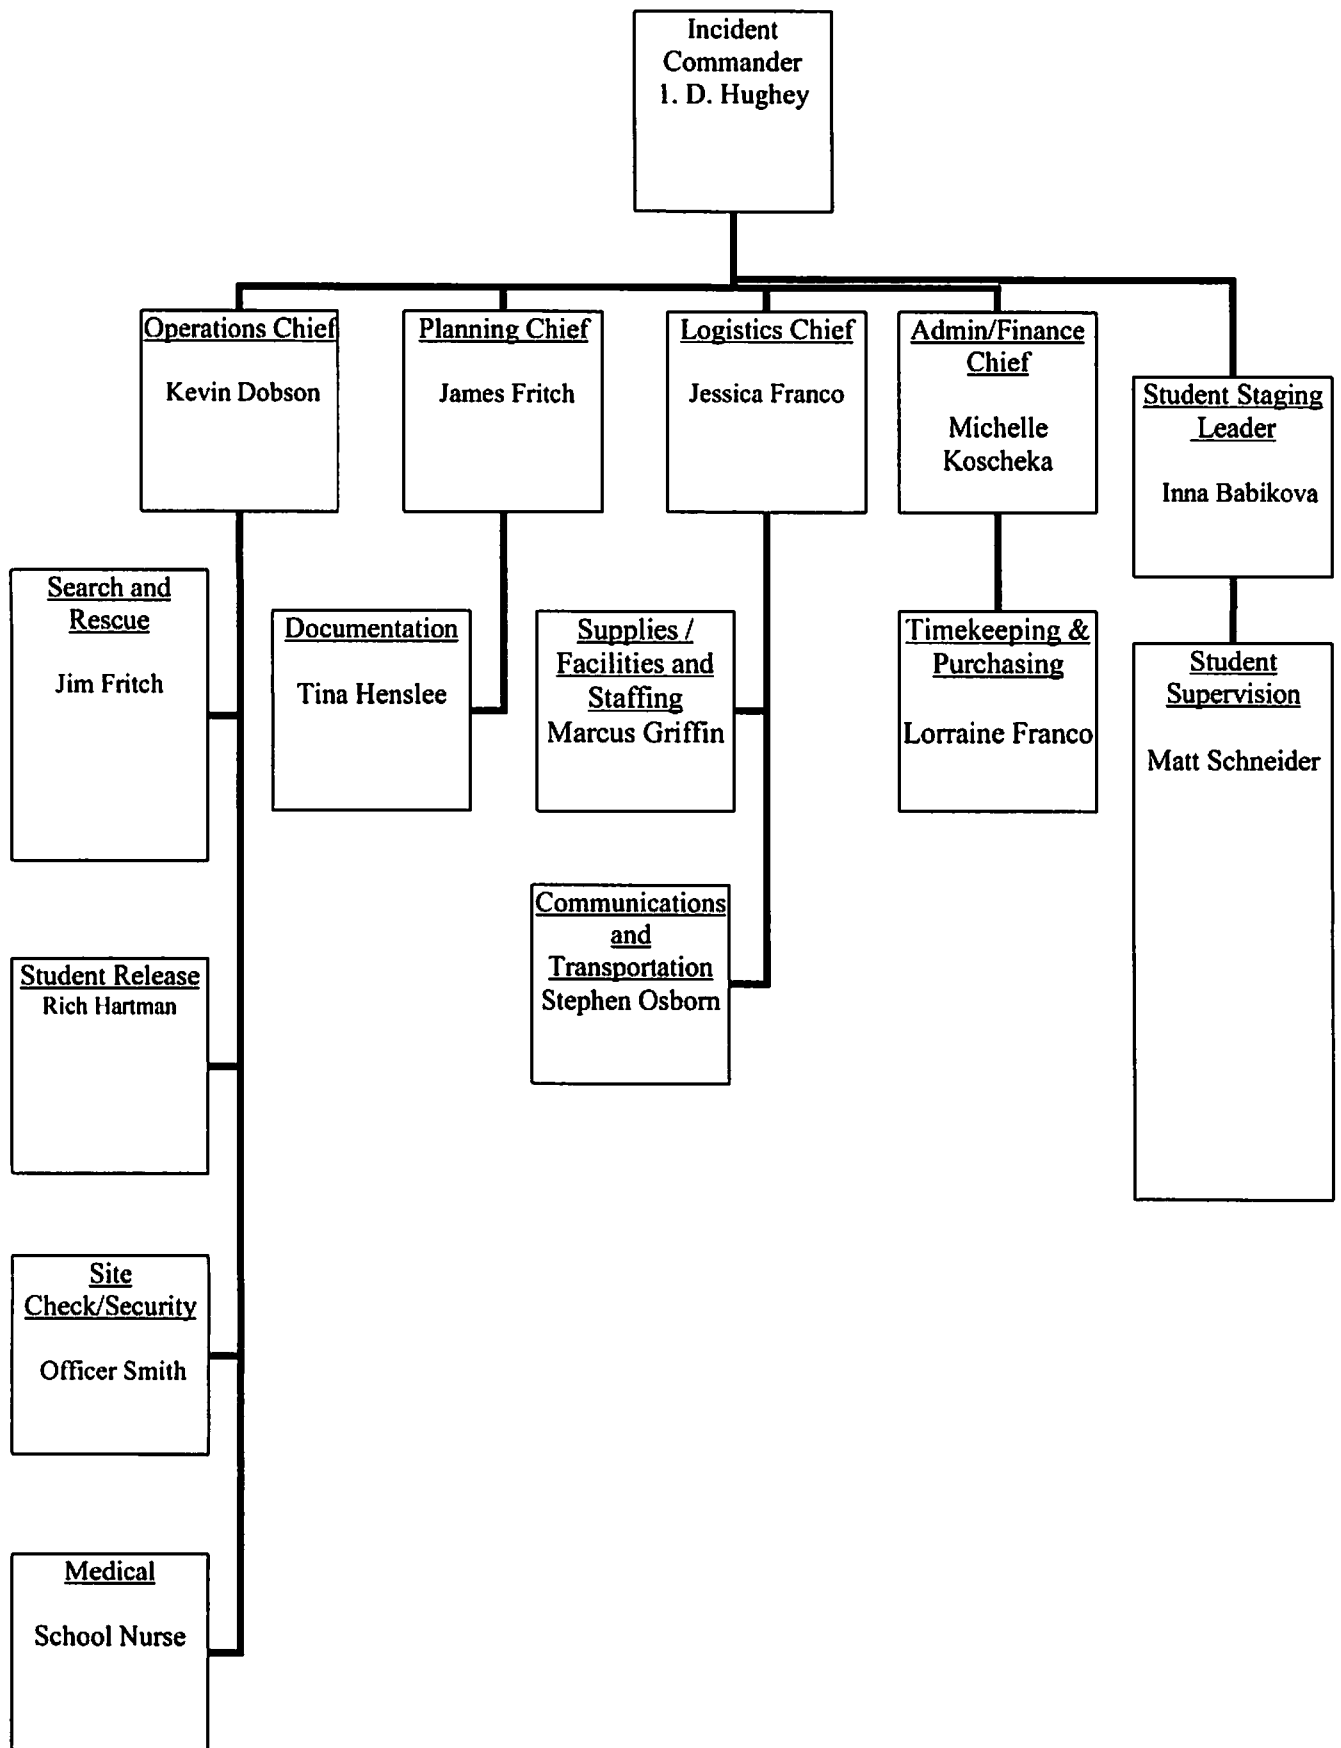 Incident
Commander
1. D. Hughey
Operations Chief
Kevin Dobson
Planning Chief
James Fritch
Logistics Chief
Jessica Franco
Admin/Finance
Chief
Michelle
Koscheka
Student Staging
Leader
Inna Babikova
Search and
Rescue
Jim Fritch
Documentation
Tina Henslee
Supplies /
Facilities and
Staffing
Marcus Griffin
Timekeeping &
Purchasing
Lorraine Franco
Student
Supervision
Matt Schneider
Communications
and
Transportation
Stephen Osborn
Student Release
Rich Hartman
Site
Check/Security
Officer Smith
Medical
School Nurse